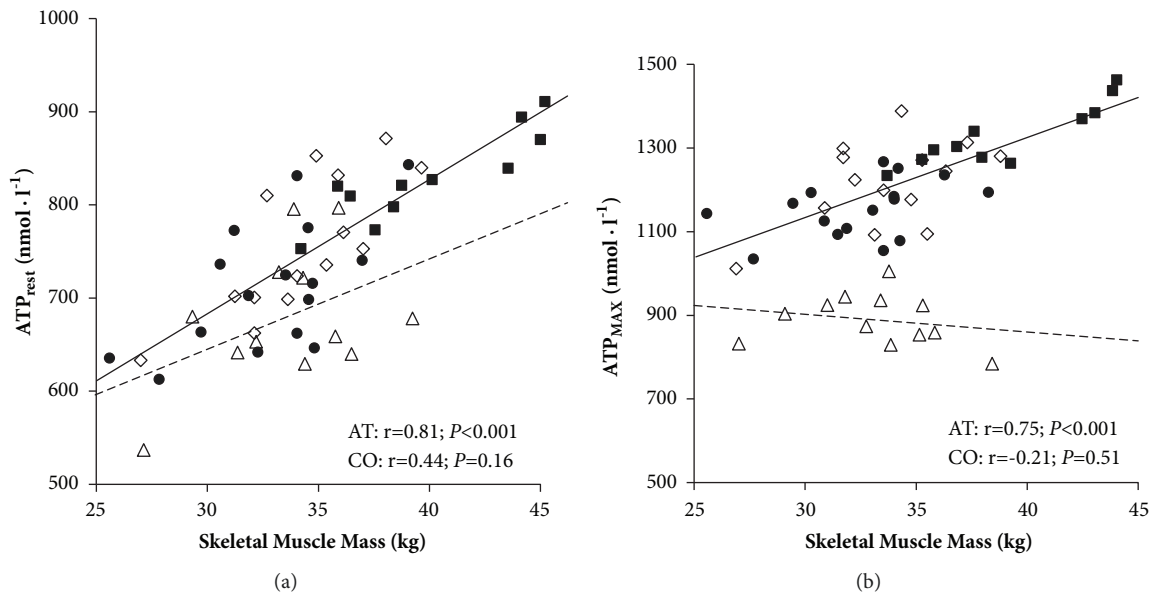 1000
900
800
700
600
500
ATPrest (nmol · l⁻¹)
25
30
35
40
45
Skeletal Muscle Mass (kg)
AT: r=0.81; P<0.001
CO: r=0.44; P=0.16
(a)
1500
1300
1100
900
700
500
ATPMAX (nmol · l⁻¹)
25
30
35
40
45
Skeletal Muscle Mass (kg)
AT: r=0.75; P<0.001
CO: r=-0.21; P=0.51
(b)